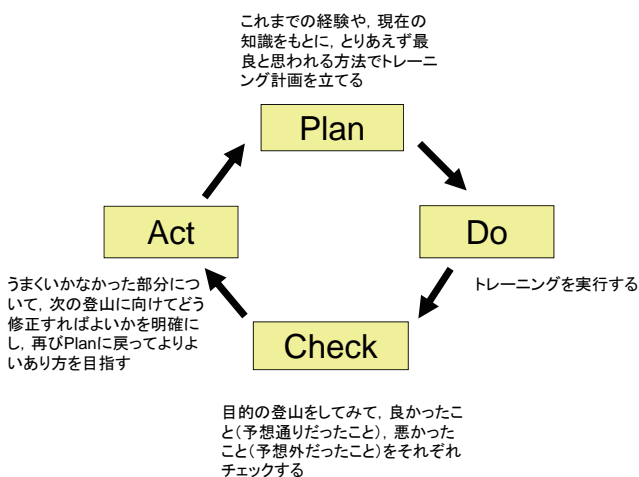 これまでの経験や，現在の
知識をもとに，とりあえず最
良と思われる方法でトレーニ
ング計画を立てる
Plan
Act
Do
うまくいかなかった部分につ
いて，次の登山に向けてどう
修正すればよいかを明確に
し，再びPlanに戻ってよりよ
いあり方を目指す
トレーニングを実行する
Check
目的の登山をしてみて，良かったこ
と（予想通りだったこと），悪かった
こと（予想外だったこと）をそれぞれ
チェックする